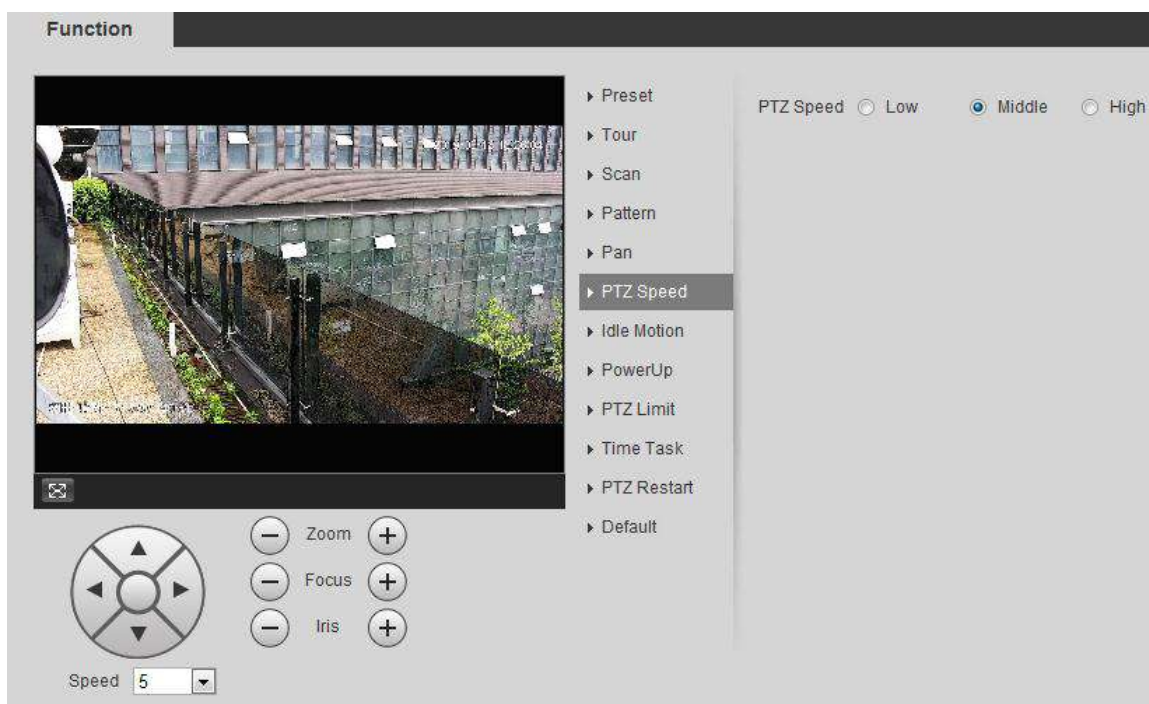 Function
Preset
Tour
Scan
Pattern
Pan
PTZ Speed
Idle Motion
PowerUp
PTZ Limit
Time Task
PTZ Restart
Default
PTZ Speed Low Middle High
Zoom
Focus
Iris
Speed 5